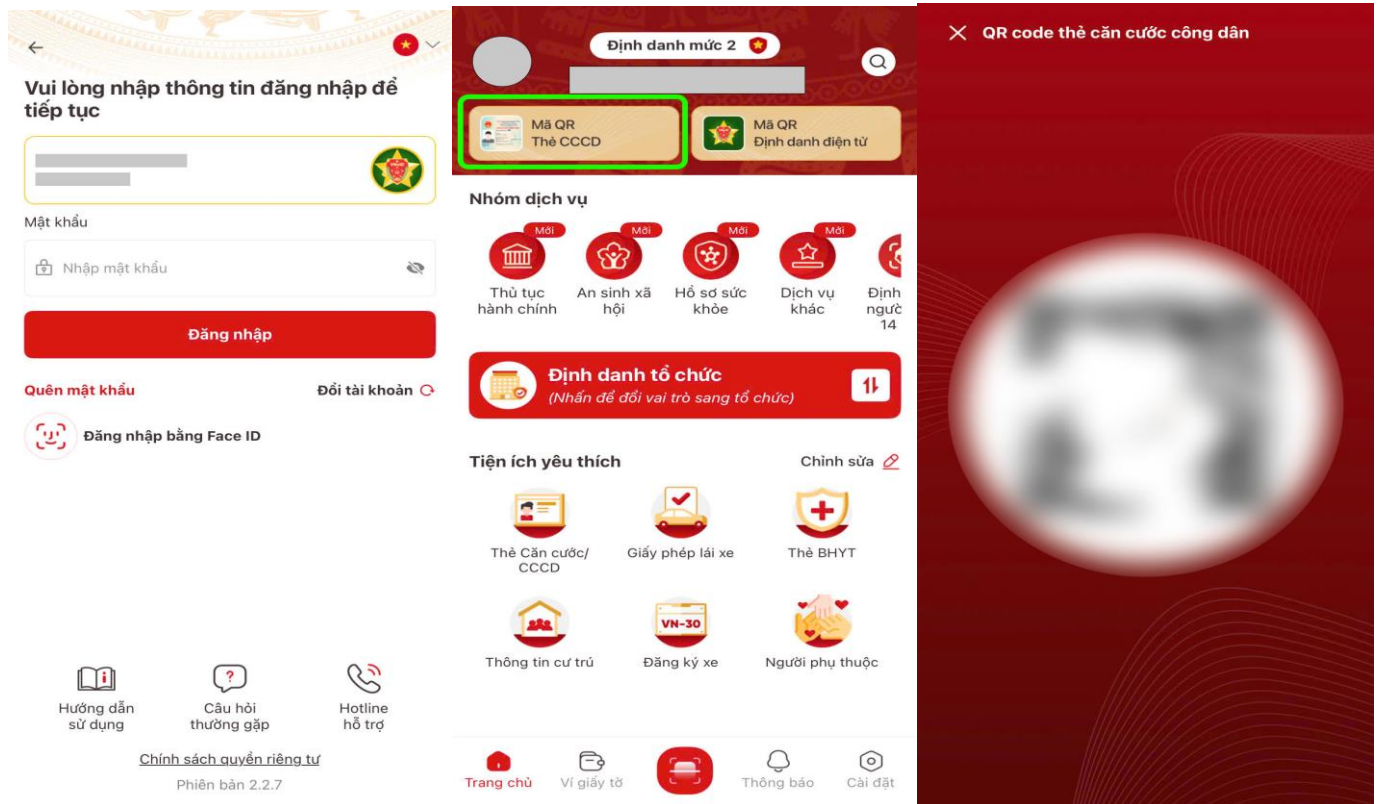 Vui lòng nhập thông tin đăng nhập để
tiếp tục
Mật khẩu
Nhập mật khẩu
Đăng nhập
Quên mật khẩu
Đổi tài khoản
Đăng nhập bằng Face ID
Hướng dẫn
sử dụng
Câu hỏi
thường gặp
Hotline
hỗ trợ
Chính sách quyền riêng tư
Phiên bản 2.2.7
Định danh mức 2
Mã QR
Thẻ CCCD
Mã QR
Định danh điện tử
Nhóm dịch vụ
Mới
Mới
Mới
Mới
Thủ tục
hành chính
An sinh xã
hội
Hồ sơ sức
khỏe
Dịch vụ
khác
Định
ngườ
14
Định danh tổ chức
(Nhấn để đổi vai trò sang tổ chức)
Tiện ích yêu thích
Chỉnh sửa
Thẻ Căn cước/
CCCD
Giấy phép lái xe
Thẻ BHYT
Thông tin cư trú
VN-30
Đăng ký xe
Người phụ thuộc
Trang chủ
Ví giấy tờ
Thông báo
Cài đặt
QR code thẻ căn cước công dân